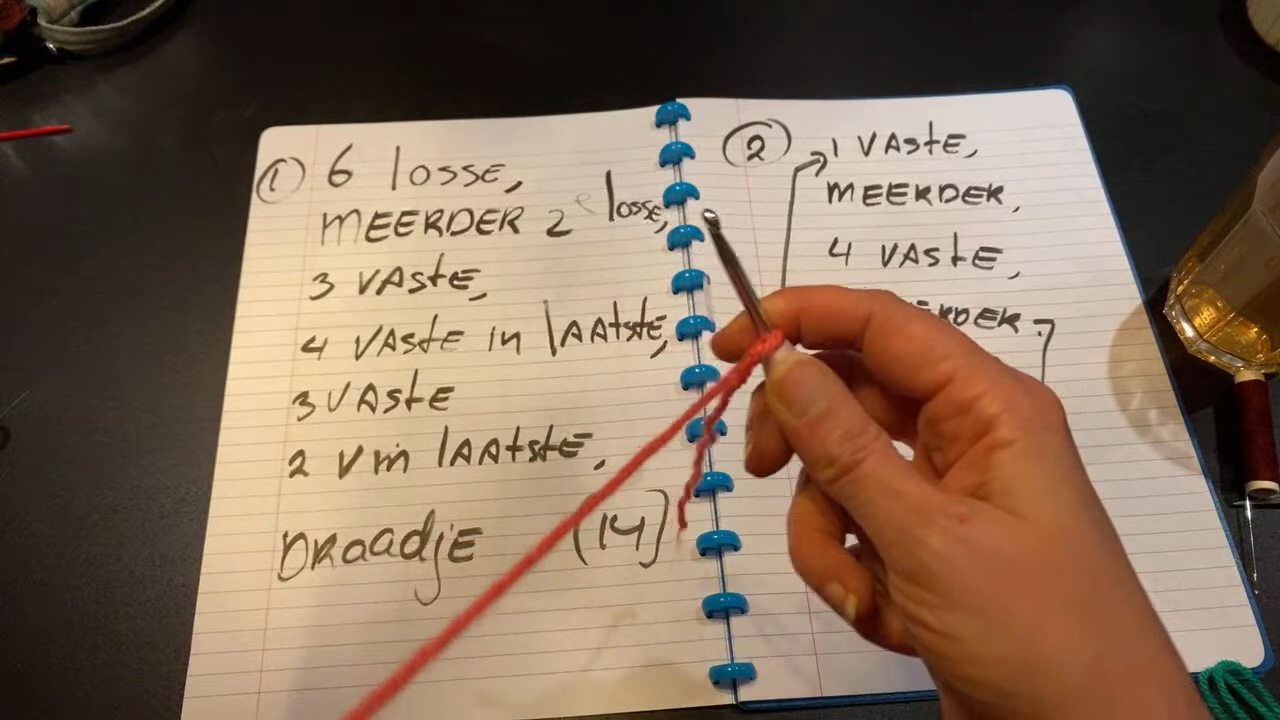 ① 6 losse,
MEERDER 2e losse,
3 VAstE,
4 VAstE in lAAtstE,
3 VAstE
2 V in lAAtstE,
DRaadjE (14)
② 1 VAstE,
MEERDER,
4 VAstE,